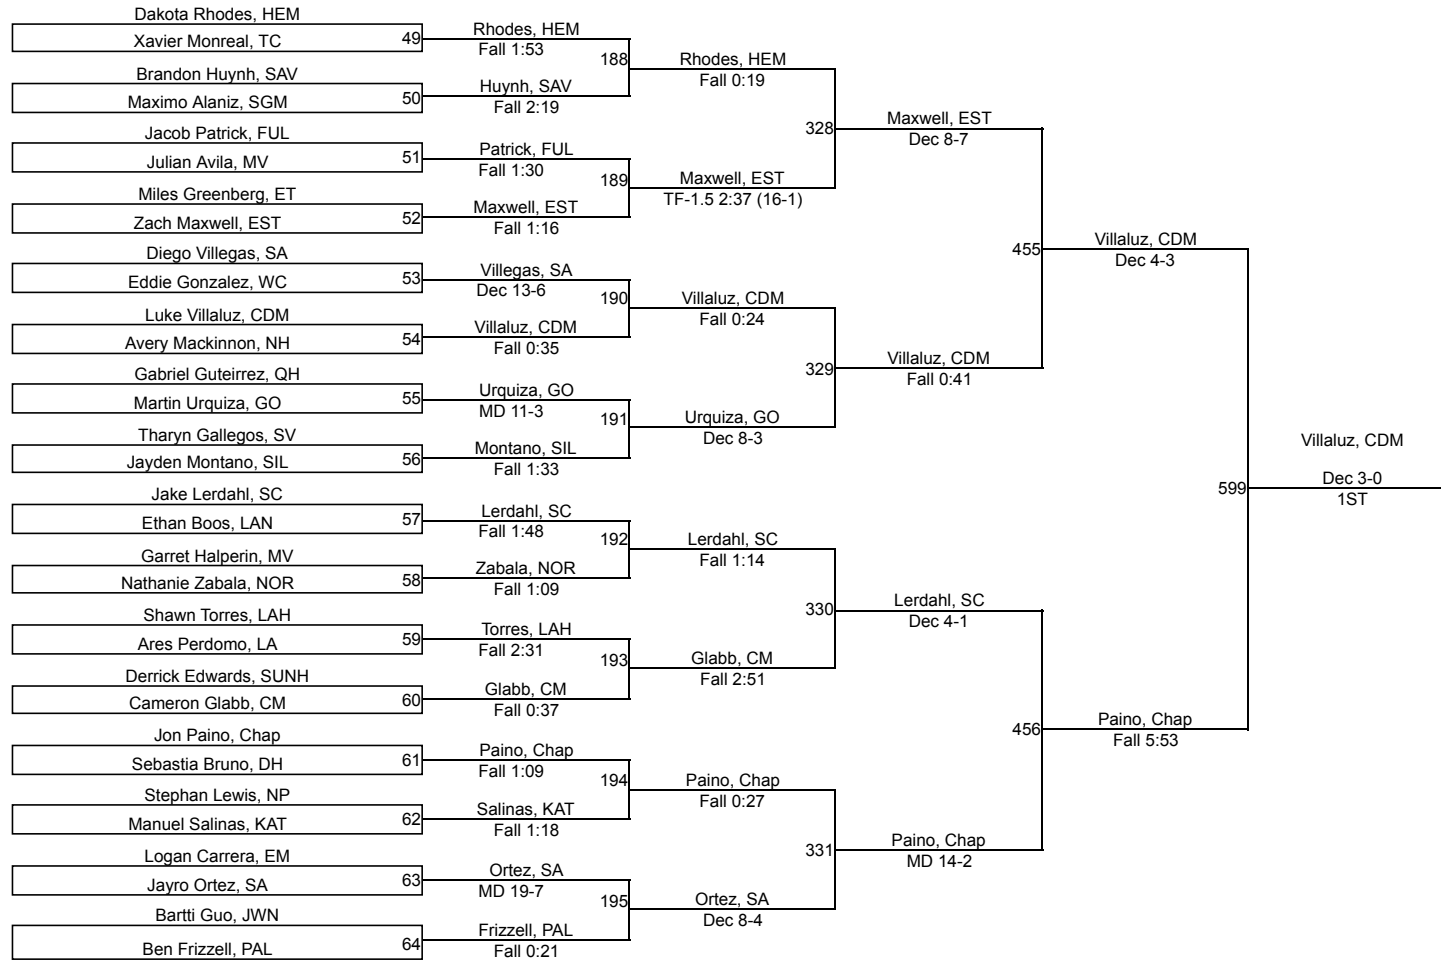 Dakota Rhodes, HEM
Xavier Monreal, TC 49
Brandon Huynh, SAV
Maximo Alaniz, SGM 50
Jacob Patrick, FUL
Julian Avila, MV 51
Miles Greenberg, ET
Zach Maxwell, EST 52
Diego Villegas, SA
Eddie Gonzalez, WC 53
Luke Villaluz, CDM
Avery Mackinnon, NH 54
Gabriel Guteirrez, QH
Martin Urquiza, GO 55
Tharyn Gallegos, SV
Jayden Montano, SIL 56
Jake Lerdahl, SC
Ethan Boos, LAN 57
Garret Halperin, MV
Nathanie Zabala, NOR 58
Shawn Torres, LAH
Ares Perdomo, LA 59
Derrick Edwards, SUNH
Cameron Glabb, CM 60
Jon Paino, Chap
Sebastia Bruno, DH 61
Stephan Lewis, NP
Manuel Salinas, KAT 62
Logan Carrera, EM
Jayro Ortez, SA 63
Bartti Guo, JWN
Ben Frizzell, PAL 64
Rhodes, HEM
Fall 1:53
188
Huynh, SAV
Fall 2:19
Patrick, FUL
Fall 1:30
189
Maxwell, EST
Fall 1:16
Villegas, SA
Dec 13-6
190
Villaluz, CDM
Fall 0:35
Urquiza, GO
MD 11-3
191
Montano, SIL
Fall 1:33
Lerdahl, SC
Fall 1:48
192
Zabala, NOR
Fall 1:09
Torres, LAH
Fall 2:31
193
Glabb, CM
Fall 0:37
Paino, Chap
Fall 1:09
194
Salinas, KAT
Fall 1:18
Ortez, SA
MD 19-7
195
Frizzell, PAL
Fall 0:21
Rhodes, HEM
Fall 0:19
328
Maxwell, EST
TF-1.5 2:37 (16-1)
Villaluz, CDM
Fall 0:24
329
Urquiza, GO
Dec 8-3
Lerdahl, SC
Fall 1:14
330
Glabb, CM
Fall 2:51
Paino, Chap
Fall 0:27
331
Ortez, SA
Dec 8-4
Maxwell, EST
Dec 8-7
455
Villaluz, CDM
Fall 0:41
Lerdahl, SC
Dec 4-1
456
Paino, Chap
MD 14-2
Villaluz, CDM
Dec 4-3
599
Paino, Chap
Fall 5:53
Villaluz, CDM
Dec 3-0
1ST